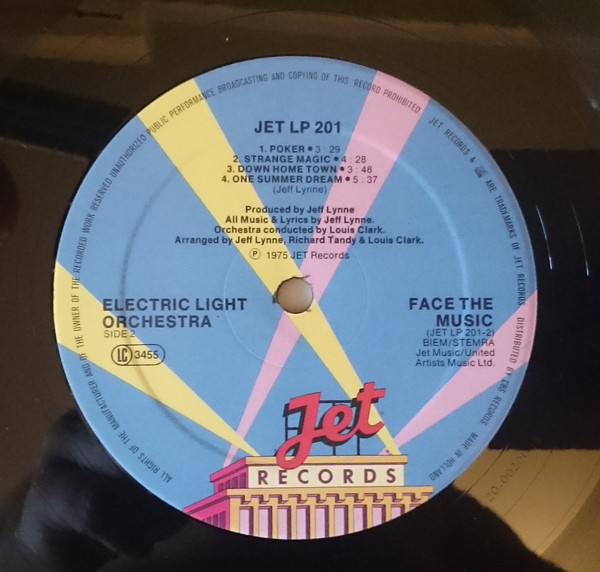 JET LP 201
1. POKER ● 3 : 29
2. STRANGE MAGIC ● 4 : 28
3. DOWN HOME TOWN ● 3 : 48
4. ONE SUMMER DREAM ● 5 : 37
(Jeff Lynne)
Produced by Jeff Lynne
All Music & Lyrics by Jeff Lynne.
Orchestra conducted by Louis Clark.
Arranged by Jeff Lynne, Richard Tandy & Louis Clark.
℗ 1975 JET Records
ELECTRIC LIGHT
ORCHESTRA
SIDE 2
LC 3455
FACE THE
MUSIC
(JET LP 201-2)
BIEM/STEMRA
Jet Music/United
Artists Music Ltd.
Jet
RECORDS
ALL RIGHTS OF THE MANUFACTURER AND OF THE OWNER OF THE RECORDED WORK RESERVED UNAUTHORIZED PUBLIC PERFORMANCE BROADCASTING AND COPYING OF THIS RECORD PROHIBITED JET RECORDS & ARE TRADEMARKS OF JET RECORDS. DISTRIBUTED BY CBS RECORDS MADE IN HOLLAND